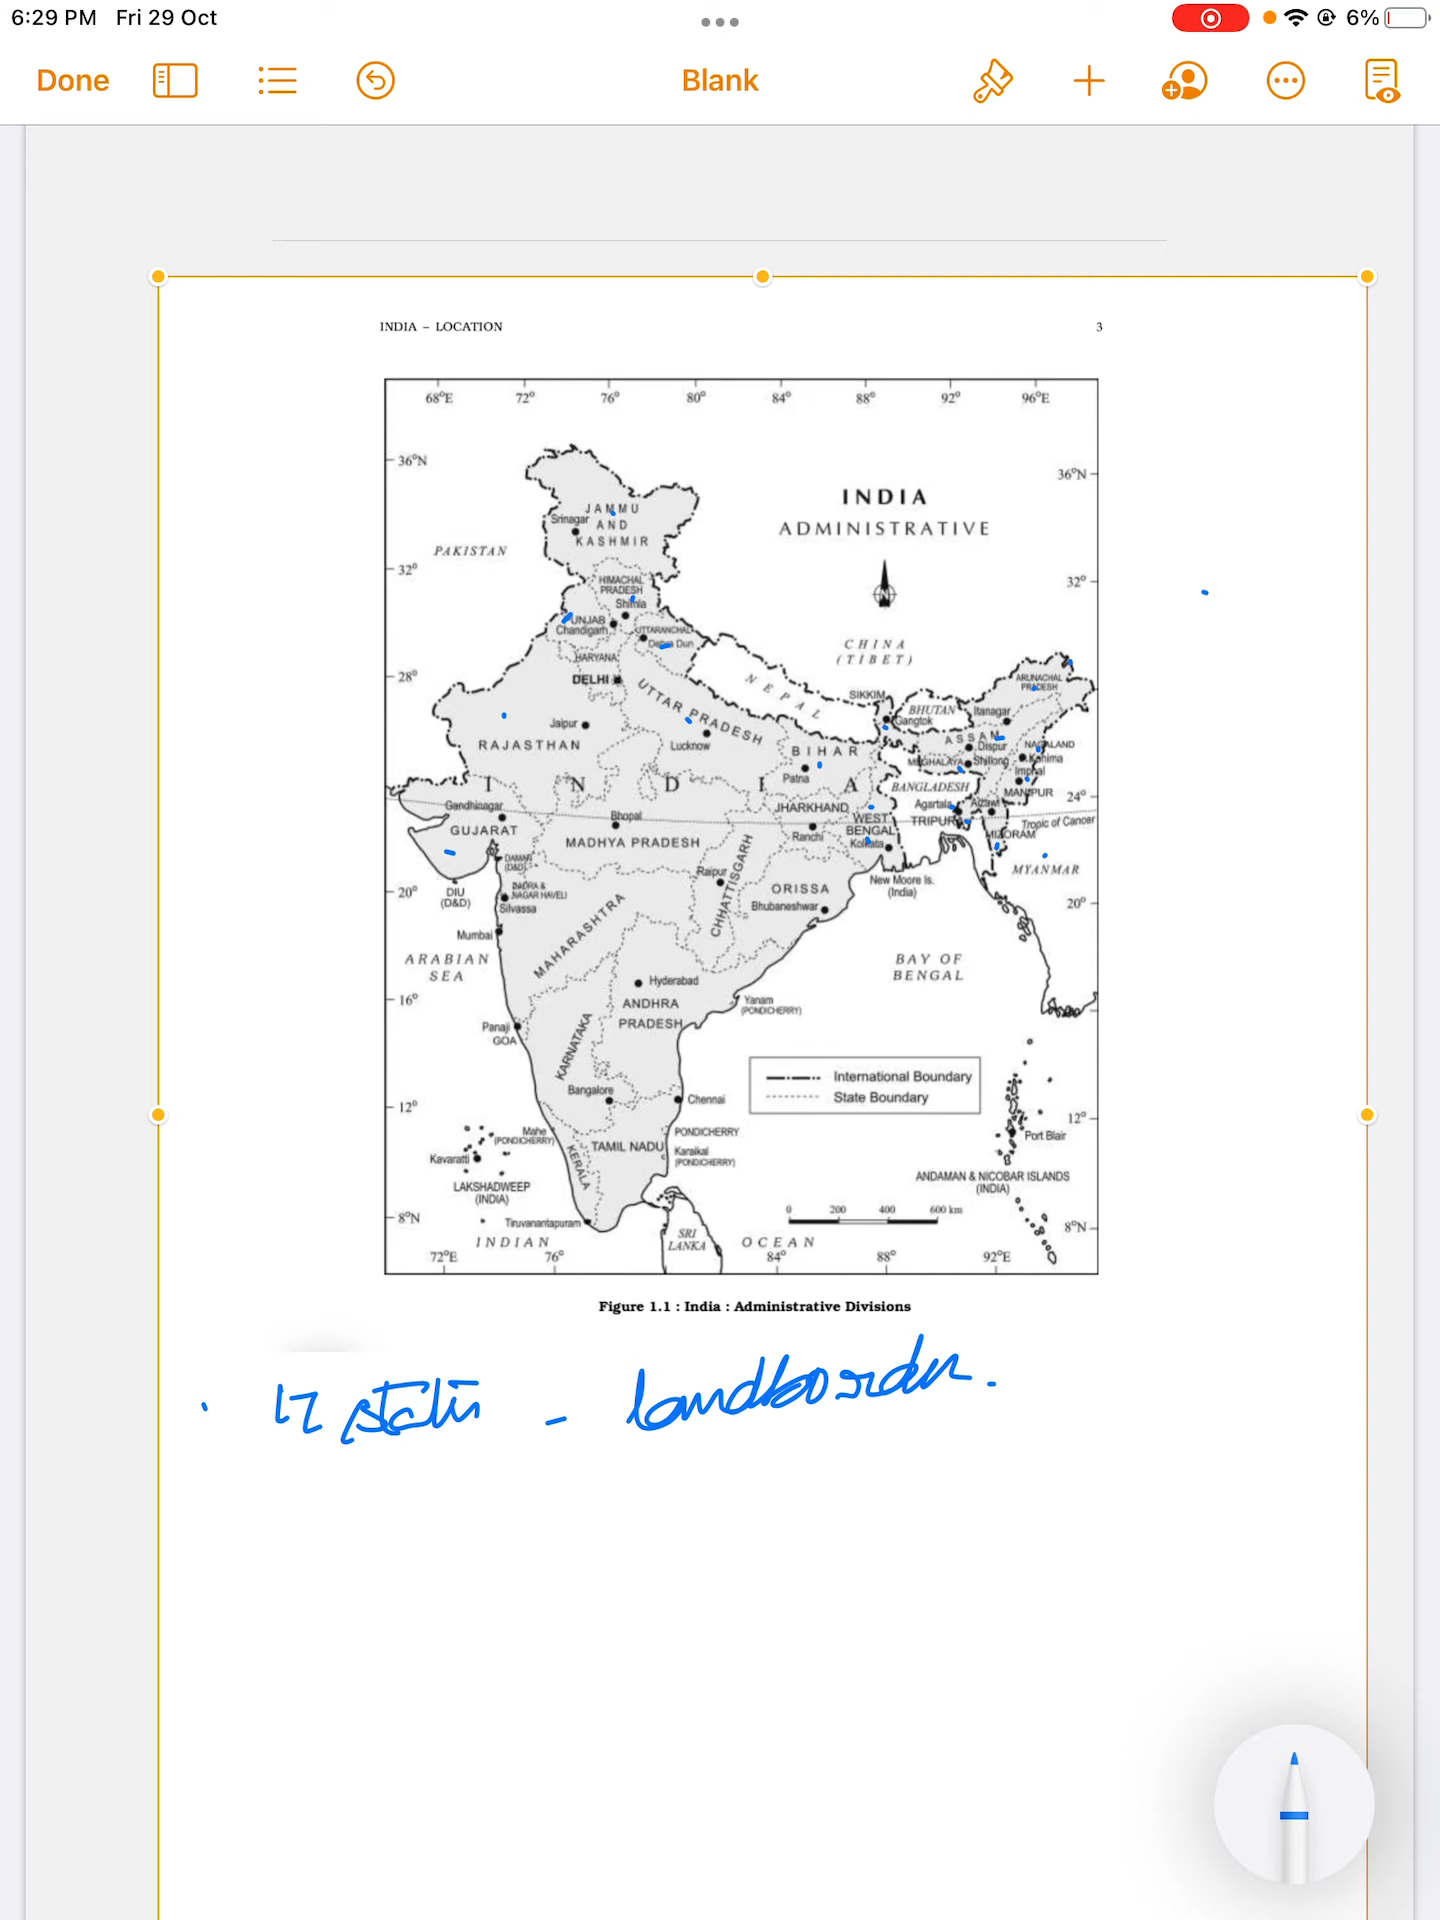 6:29 PM Fri 29 Oct
6%
Done
Blank
INDIA – LOCATION 3
68°E 72° 76° 80° 84° 88° 92° 96°E
36°N
36°N
INDIA
ADMINISTRATIVE
JAMMU
AND
KASHMIR
Srinagar
PAKISTAN
32°
32°
HIMACHAL
PRADESH
Shimla
PUNJAB
Chandigarh
UTTARANCHAL
Dehra Dun
HARYANA
DELHI
CHINA
(TIBET)
28°
NEPAL
SIKKIM
Gangtok
BHUTAN
ARUNACHAL
PRADESH
Itanagar
UTTAR PRADESH
Lucknow
Jaipur
RAJASTHAN
BIHAR
Patna
ASSAM
Dispur
NAGALAND
Kohima
MEGHALAYA
Shillong
Imphal
MANIPUR
INDIA
BANGLADESH
24°
Gandhinagar
GUJARAT
Bhopal
MADHYA PRADESH
JHARKHAND
Ranchi
WEST
BENGAL
Kolkata
Agartala
TRIPURA
Aizawl
MIZORAM
Tropic of Cancer
MYANMAR
DAMAN
(D&D)
DIU
(D&D)
DADRA &
NAGAR HAVELI
Silvassa
20°
20°
Raipur
CHHATTISGARH
ORISSA
Bhubaneshwar
New Moore Is.
(India)
Mumbai
MAHARASHTRA
ARABIAN
SEA
BAY OF
BENGAL
Hyderabad
ANDHRA
PRADESH
16°
Yanam
(PONDICHERRY)
Panaji
GOA
KARNATAKA
Bangalore
Chennai
International Boundary
State Boundary
12°
12°
Mahe
(PONDICHERRY)
PONDICHERRY
Karaikal
(PONDICHERRY)
TAMIL NADU
KERALA
Kavaratti
LAKSHADWEEP
(INDIA)
Port Blair
ANDAMAN & NICOBAR ISLANDS
(INDIA)
0 200 400 600 km
8°N
8°N
Tiruvanantapuram
SRI
LANKA
INDIAN OCEAN
72°E 76° 84° 88° 92°E
Figure 1.1 : India : Administrative Divisions
17 states - landborder.